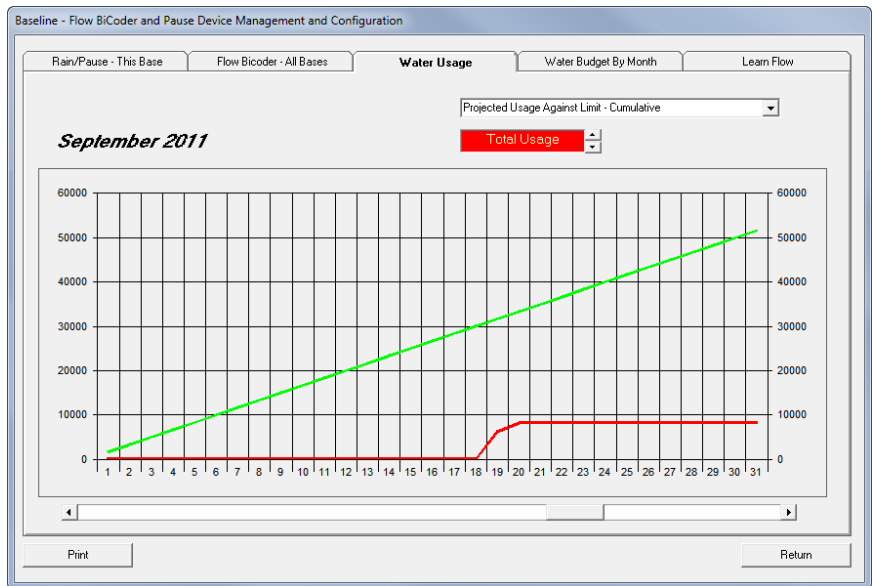 Baseline - Flow BiCoder and Pause Device Management and Configuration
Rain/Pause - This Base Flow Bicoder - All Bases Water Usage Water Budget By Month Learn Flow
Projected Usage Against Limit - Cumulative
September 2011 Total Usage
60000 60000
50000 50000
40000 40000
30000 30000
20000 20000
10000 10000
0 0
1 2 3 4 5 6 7 8 9 10 11 12 13 14 15 16 17 18 19 20 21 22 23 24 25 26 27 28 29 30 31
Print Return